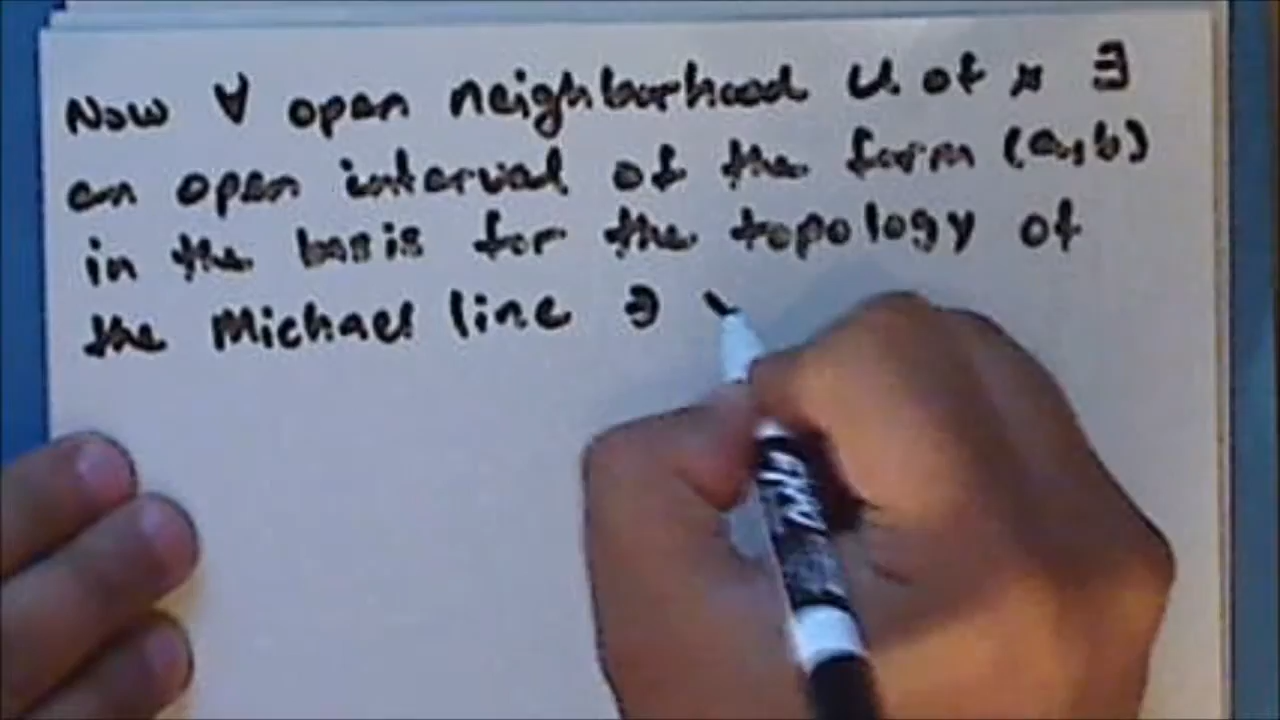 Now ∀ open neighborhood U of x ∃
an open interval of the form (a,b)
in the basis for the topology of
the Michael line ∋
EXPO